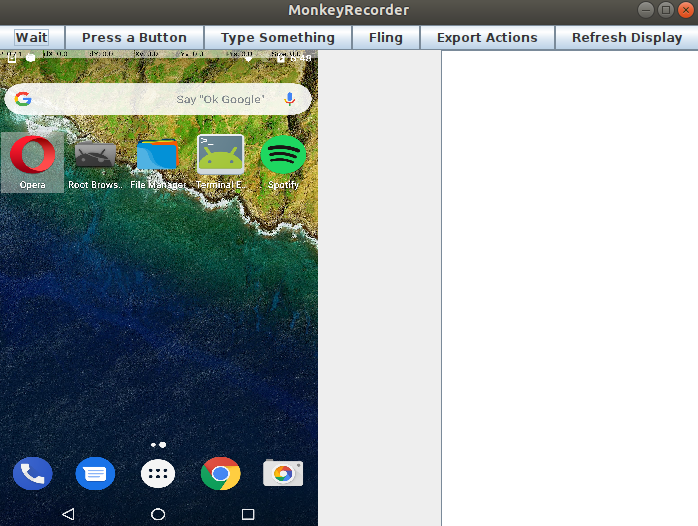 MonkeyRecorder
Wait Press a Button Type Something Fling Export Actions Refresh Display
Say "Ok Google"
Opera Root Brows.. File Manager Terminal E.. Spotify